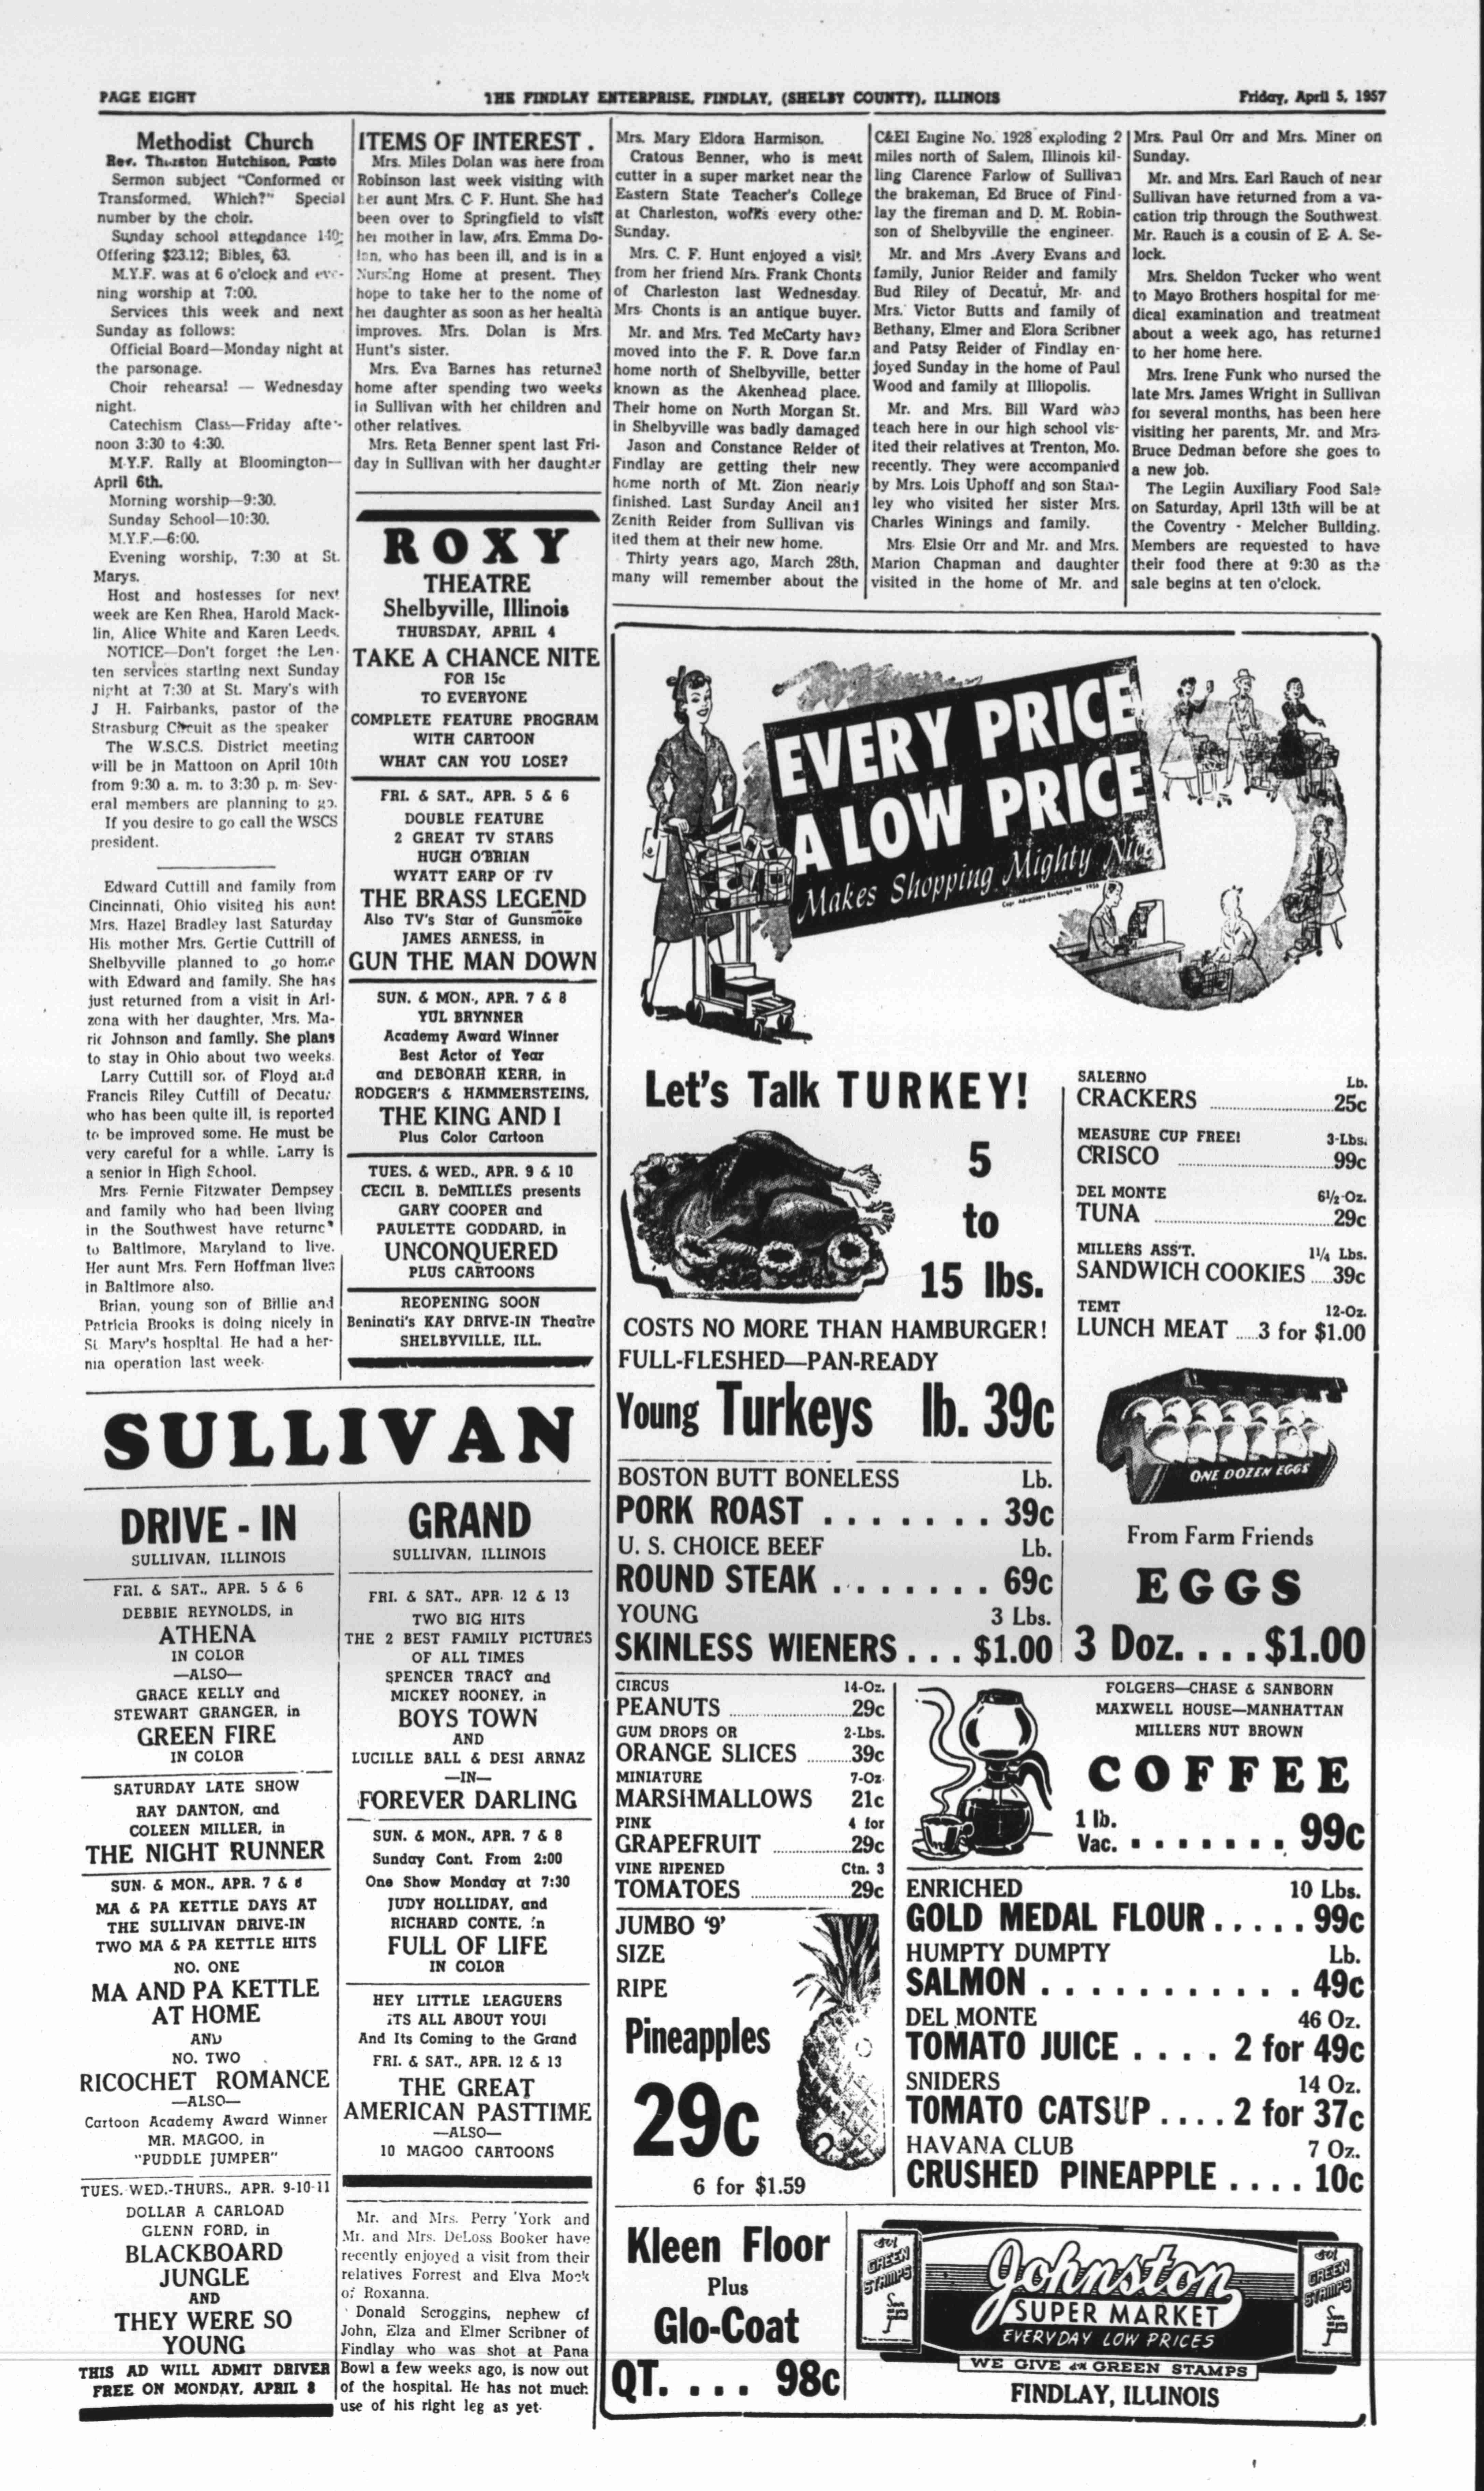 PAGE EIGHT
THE FINDLAY ENTERPRISE, FINDLAY, (SHELBY COUNTY), ILLINOIS
Friday, April 5, 1957
Methodist Church
Rev. Thurston Hutchison, Pasto
Sermon subject "Conformed or
Transformed, Which?" Special
number by the choir.
Sunday school attendance 140;
Offering $23.12; Bibles, 63.
M.Y.F. was at 6 o'clock and eve-
ning worship at 7:00.
Services this week and next
Sunday as follows:
Official Board—Monday night at
the parsonage.
Choir rehearsal — Wednesday
night.
Catechism Class—Friday after-
noon 3:30 to 4:30.
M.Y.F. Rally at Bloomington—
April 6th.
Morning worship—9:30.
Sunday School—10:30.
M.Y.F.—6:00.
Evening worship, 7:30 at St.
Marys.
Host and hostesses for next
week are Ken Rhea, Harold Mack-
lin, Alice White and Karen Leeds.
NOTICE—Don't forget the Len-
ten services starting next Sunday
night at 7:30 at St. Mary's with
J H. Fairbanks, pastor of the
Strasburg Circuit as the speaker
The W.S.C.S. District meeting
will be in Mattoon on April 10th
from 9:30 a. m. to 3:30 p. m. Sev-
eral members are planning to go.
If you desire to go call the WSCS
president.
Edward Cuttill and family from
Cincinnati, Ohio visited his aunt
Mrs. Hazel Bradley last Saturday
His mother Mrs. Gertie Cuttrill of
Shelbyville planned to go home
with Edward and family. She has
just returned from a visit in Ari-
zona with her daughter, Mrs. Ma-
rie Johnson and family. She plans
to stay in Ohio about two weeks.
Larry Cuttill son of Floyd and
Francis Riley Cuttill of Decatur
who has been quite ill, is reported
to be improved some. He must be
very careful for a while. Larry is
a senior in High School.
Mrs. Fernie Fitzwater Dempsey
and family who had been living
in the Southwest have returned
to Baltimore, Maryland to live.
Her aunt Mrs. Fern Hoffman lives
in Baltimore also.
Brian, young son of Billie and
Patricia Brooks is doing nicely in
St Mary's hospital He had a her-
nia operation last week.
ITEMS OF INTEREST .
Mrs. Miles Dolan was here from
Robinson last week visiting with
her aunt Mrs. C. F. Hunt. She had
been over to Springfield to visit
her mother in law, Mrs. Emma Do-
lan, who has been ill, and is in a
Nursing Home at present. They
hope to take her to the nome of
her daughter as soon as her health
improves. Mrs. Dolan is Mrs.
Hunt's sister.
Mrs. Eva Barnes has returned
home after spending two weeks
in Sullivan with her children and
other relatives.
Mrs. Reta Benner spent last Fri-
day in Sullivan with her daughter
Mrs. Mary Eldora Harmison.
Cratous Benner, who is meat
cutter in a super market near the
Eastern State Teacher's College
at Charleston, works every other
Sunday.
Mrs. C. F. Hunt enjoyed a visit
from her friend Mrs. Frank Chonts
of Charleston last Wednesday.
Mrs. Chonts is an antique buyer.
Mr. and Mrs. Ted McCarty have
moved into the F. R. Dove farm
home north of Shelbyville, better
known as the Akenhead place.
Their home on North Morgan St.
in Shelbyville was badly damaged
Jason and Constance Reider of
Findlay are getting their new
home north of Mt. Zion nearly
finished. Last Sunday Ancil and
Zenith Reider from Sullivan vis
ited them at their new home.
Thirty years ago, March 28th,
many will remember about the
C&EI Engine No. 1928 exploding 2
miles north of Salem, Illinois kil-
ling Clarence Farlow of Sullivan
the brakeman, Ed Bruce of Find-
lay the fireman and D. M. Robin-
son of Shelbyville the engineer.
Mr. and Mrs .Avery Evans and
family, Junior Reider and family
Bud Riley of Decatur, Mr. and
Mrs. Victor Butts and family of
Bethany, Elmer and Elora Scribner
and Patsy Reider of Findlay en-
joyed Sunday in the home of Paul
Wood and family at Illiopolis.
Mr. and Mrs. Bill Ward who
teach here in our high school vis-
ited their relatives at Trenton, Mo.
recently. They were accompanied
by Mrs. Lois Uphoff and son Stan-
ley who visited her sister Mrs.
Charles Winings and family.
Mrs. Elsie Orr and Mr. and Mrs.
Marion Chapman and daughter
visited in the home of Mr. and
Mrs. Paul Orr and Mrs. Miner on
Sunday.
Mr. and Mrs. Earl Rauch of near
Sullivan have returned from a va-
cation trip through the Southwest.
Mr. Rauch is a cousin of E. A. Se-
lock.
Mrs. Sheldon Tucker who went
to Mayo Brothers hospital for me-
dical examination and treatment
about a week ago, has returned
to her home here.
Mrs. Irene Funk who nursed the
late Mrs. James Wright in Sullivan
for several months, has been here
visiting her parents, Mr. and Mrs.
Bruce Dedman before she goes to
a new job.
The Legiin Auxiliary Food Sale
on Saturday, April 13th will be at
the Coventry - Melcher Building.
Members are requested to have
their food there at 9:30 as the
sale begins at ten o'clock.
ROXY
THEATRE
Shelbyville, Illinois
THURSDAY, APRIL 4
TAKE A CHANCE NITE
FOR 15c
TO EVERYONE
COMPLETE FEATURE PROGRAM
WITH CARTOON
WHAT CAN YOU LOSE?
FRI. & SAT., APR. 5 & 6
DOUBLE FEATURE
2 GREAT TV STARS
HUGH O'BRIAN
WYATT EARP OF TV
THE BRASS LEGEND
Also TV's Star of Gunsmoke
JAMES ARNESS, in
GUN THE MAN DOWN
SUN. & MON., APR. 7 & 8
YUL BRYNNER
Academy Award Winner
Best Actor of Year
and DEBORAH KERR, in
RODGER'S & HAMMERSTEINS,
THE KING AND I
Plus Color Cartoon
TUES. & WED., APR. 9 & 10
CECIL B. DeMILLES presents
GARY COOPER and
PAULETTE GODDARD, in
UNCONQUERED
PLUS CARTOONS
REOPENING SOON
Beninati's KAY DRIVE-IN Theatre
SHELBYVILLE, ILL.
SULLIVAN
DRIVE - IN
SULLIVAN, ILLINOIS
FRI. & SAT., APR. 5 & 6
DEBBIE REYNOLDS, in
ATHENA
IN COLOR
—ALSO—
GRACE KELLY and
STEWART GRANGER, in
GREEN FIRE
IN COLOR
SATURDAY LATE SHOW
RAY DANTON, and
COLEEN MILLER, in
THE NIGHT RUNNER
SUN. & MON., APR. 7 & 8
MA & PA KETTLE DAYS AT
THE SULLIVAN DRIVE-IN
TWO MA & PA KETTLE HITS
NO. ONE
MA AND PA KETTLE
AT HOME
AND
NO. TWO
RICOCHET ROMANCE
—ALSO—
Cartoon Academy Award Winner
MR. MAGOO, in
"PUDDLE JUMPER"
TUES.-WED.-THURS., APR. 9-10-11
DOLLAR A CARLOAD
GLENN FORD, in
BLACKBOARD
JUNGLE
AND
THEY WERE SO
YOUNG
THIS AD WILL ADMIT DRIVER
FREE ON MONDAY, APRIL 8
GRAND
SULLIVAN, ILLINOIS
FRI. & SAT., APR. 12 & 13
TWO BIG HITS
THE 2 BEST FAMILY PICTURES
OF ALL TIMES
SPENCER TRACY and
MICKEY ROONEY, in
BOYS TOWN
AND
LUCILLE BALL & DESI ARNAZ
—IN—
FOREVER DARLING
SUN. & MON., APR. 7 & 8
Sunday Cont. From 2:00
One Show Monday at 7:30
JUDY HOLLIDAY, and
RICHARD CONTE, in
FULL OF LIFE
IN COLOR
HEY LITTLE LEAGUERS
ITS ALL ABOUT YOU!
And Its Coming to the Grand
FRI. & SAT., APR. 12 & 13
THE GREAT
AMERICAN PASTTIME
—ALSO—
10 MAGOO CARTOONS
Mr. and Mrs. Perry York and
Mr. and Mrs. DeLoss Booker have
recently enjoyed a visit from their
relatives Forrest and Elva Mock
of Roxanna.
Donald Scroggins, nephew of
John, Elza and Elmer Scribner of
Findlay who was shot at Pana
Bowl a few weeks ago, is now out
of the hospital. He has not much
use of his right leg as yet.
EVERY PRICE
A LOW PRICE
Makes Shopping Mighty Nice
Let's Talk TURKEY!
5
to
15 lbs.
COSTS NO MORE THAN HAMBURGER!
FULL-FLESHED—PAN-READY
Young Turkeys lb. 39c
BOSTON BUTT BONELESS Lb.
PORK ROAST . . . . . . . 39c
U. S. CHOICE BEEF Lb.
ROUND STEAK . . . . . . . 69c
YOUNG 3 Lbs.
SKINLESS WIENERS . . . $1.00
SALERNO Lb.
CRACKERS 25c
MEASURE CUP FREE! 3-Lbs.
CRISCO 99c
DEL MONTE 6½-Oz.
TUNA 29c
MILLERS ASS'T. 1¼ Lbs.
SANDWICH COOKIES 39c
TEMT 12-Oz.
LUNCH MEAT 3 for $1.00
ONE DOZEN EGGS
From Farm Friends
EGGS
3 Doz. . . . $1.00
CIRCUS 14-Oz.
PEANUTS 29c
GUM DROPS OR 2-Lbs.
ORANGE SLICES 39c
MINIATURE 7-Oz.
MARSHMALLOWS 21c
PINK 4 for
GRAPEFRUIT 29c
VINE RIPENED Ctn. 3
TOMATOES 29c
JUMBO '9'
SIZE
RIPE
Pineapples
29c
6 for $1.59
FOLGERS—CHASE & SANBORN
MAXWELL HOUSE—MANHATTAN
MILLERS NUT BROWN
COFFEE
1 lb.
Vac. . . . . . . . 99c
ENRICHED 10 Lbs.
GOLD MEDAL FLOUR . . . . . 99c
HUMPTY DUMPTY Lb.
SALMON . . . . . . . . . . . 49c
DEL MONTE 46 Oz.
TOMATO JUICE . . . . 2 for 49c
SNIDERS 14 Oz.
TOMATO CATSUP . . . . 2 for 37c
HAVANA CLUB 7 Oz.
CRUSHED PINEAPPLE . . . . 10c
Kleen Floor
Plus
Glo-Coat
QT. . . . . 98c
GREEN
STAMPS
Johnston
SUPER MARKET
EVERYDAY LOW PRICES
WE GIVE GREEN STAMPS
GREEN
STAMPS
FINDLAY, ILLINOIS